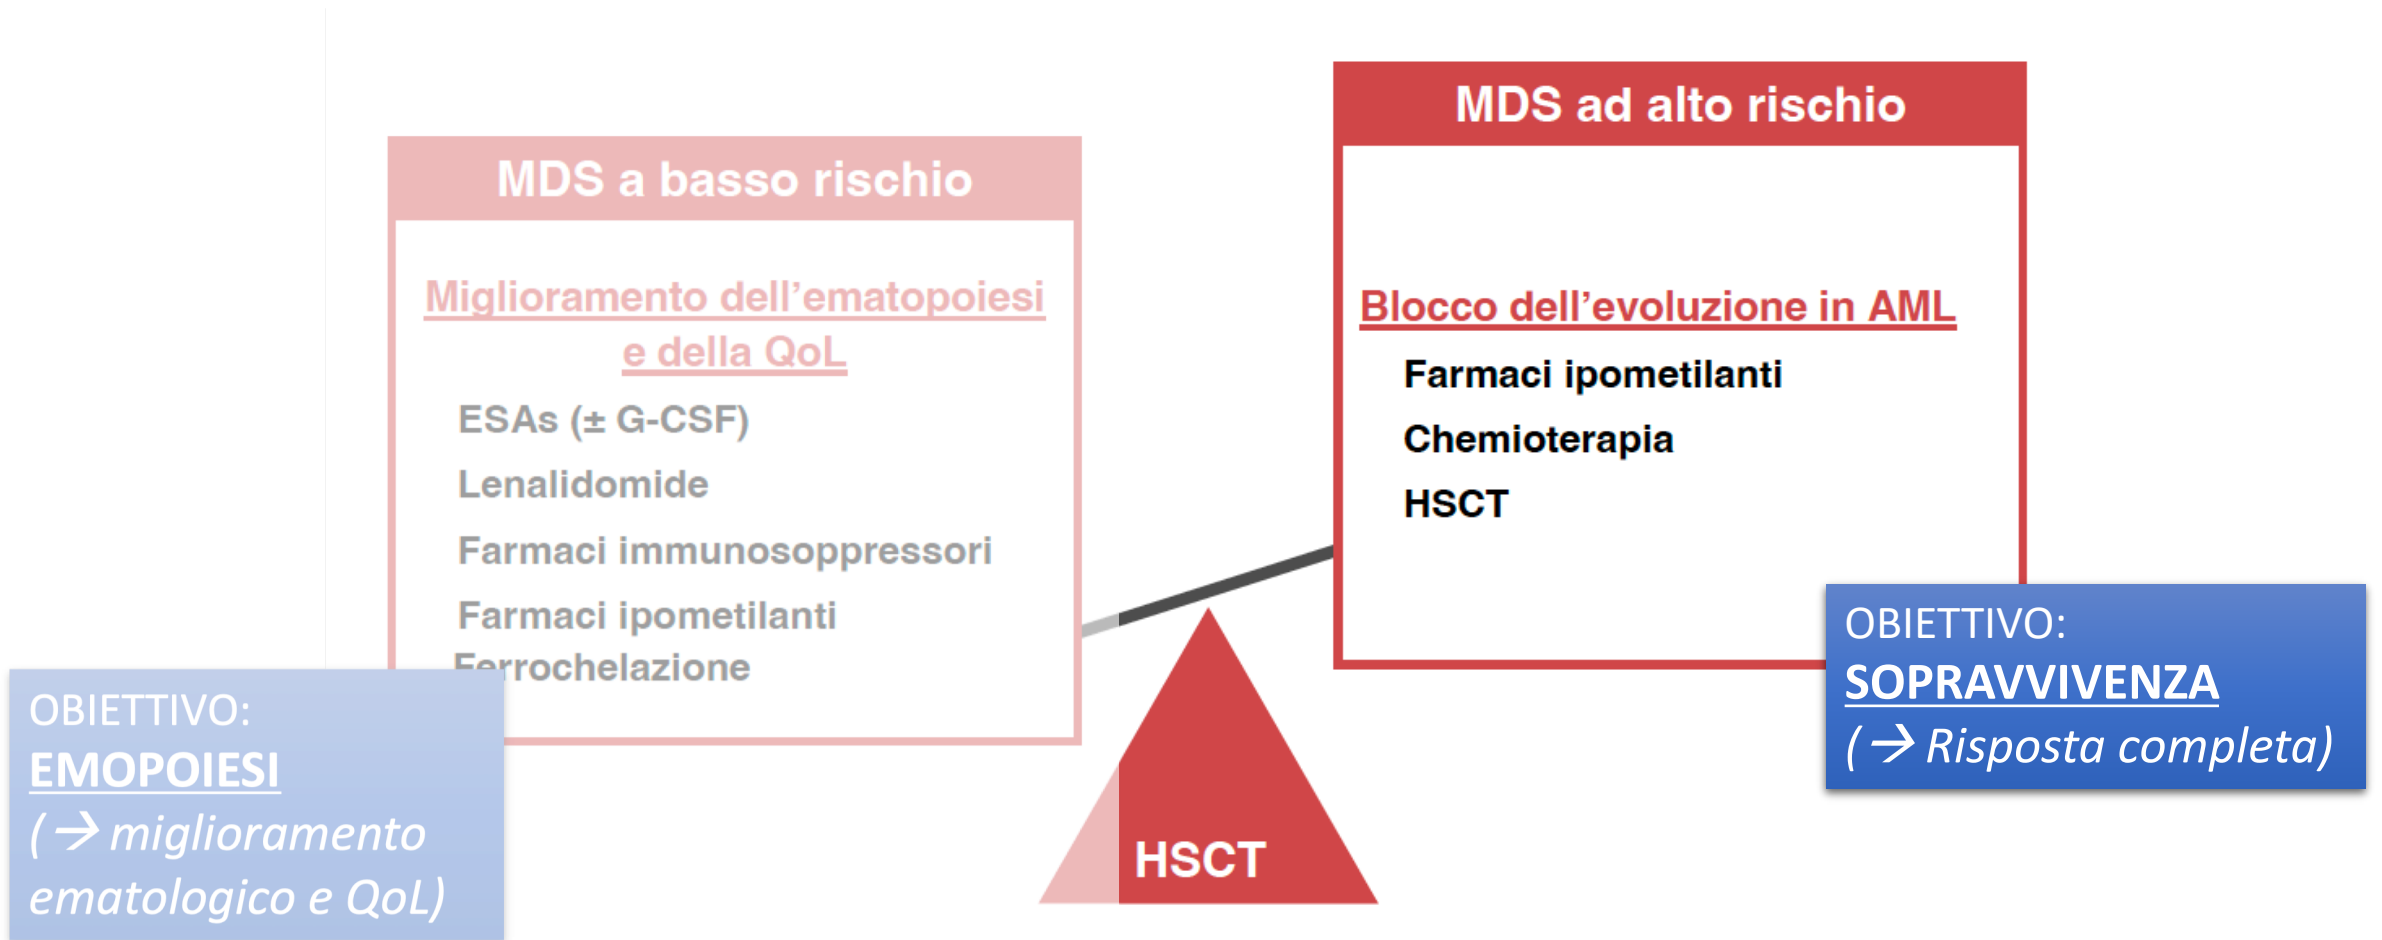 MDS a basso rischio
Miglioramento dell’ematopoiesi
e della QoL
ESAs (± G-CSF)
Lenalidomide
Farmaci immunosoppressori
Farmaci ipometilanti
Ferrochelazione
OBIETTIVO:
EMOPOIESI
(→ miglioramento
ematologico e QoL)
MDS ad alto rischio
Blocco dell’evoluzione in AML
Farmaci ipometilanti
Chemioterapia
HSCT
OBIETTIVO:
SOPRAVVIVENZA
(→ Risposta completa)
HSCT